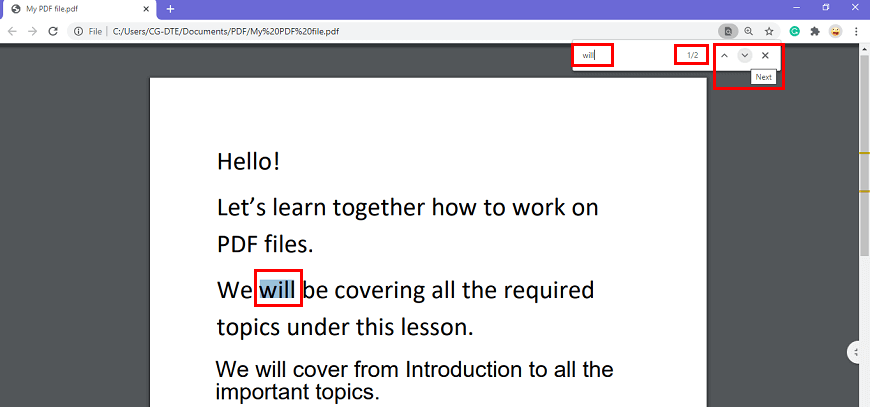 My PDF file.pdf
File | C:/Users/CG-DTE/Documents/PDF/My%20PDF%20file.pdf
will 1/2
Next
Hello!
Let’s learn together how to work on
PDF files.
We will be covering all the required
topics under this lesson.
We will cover from Introduction to all the
important topics.